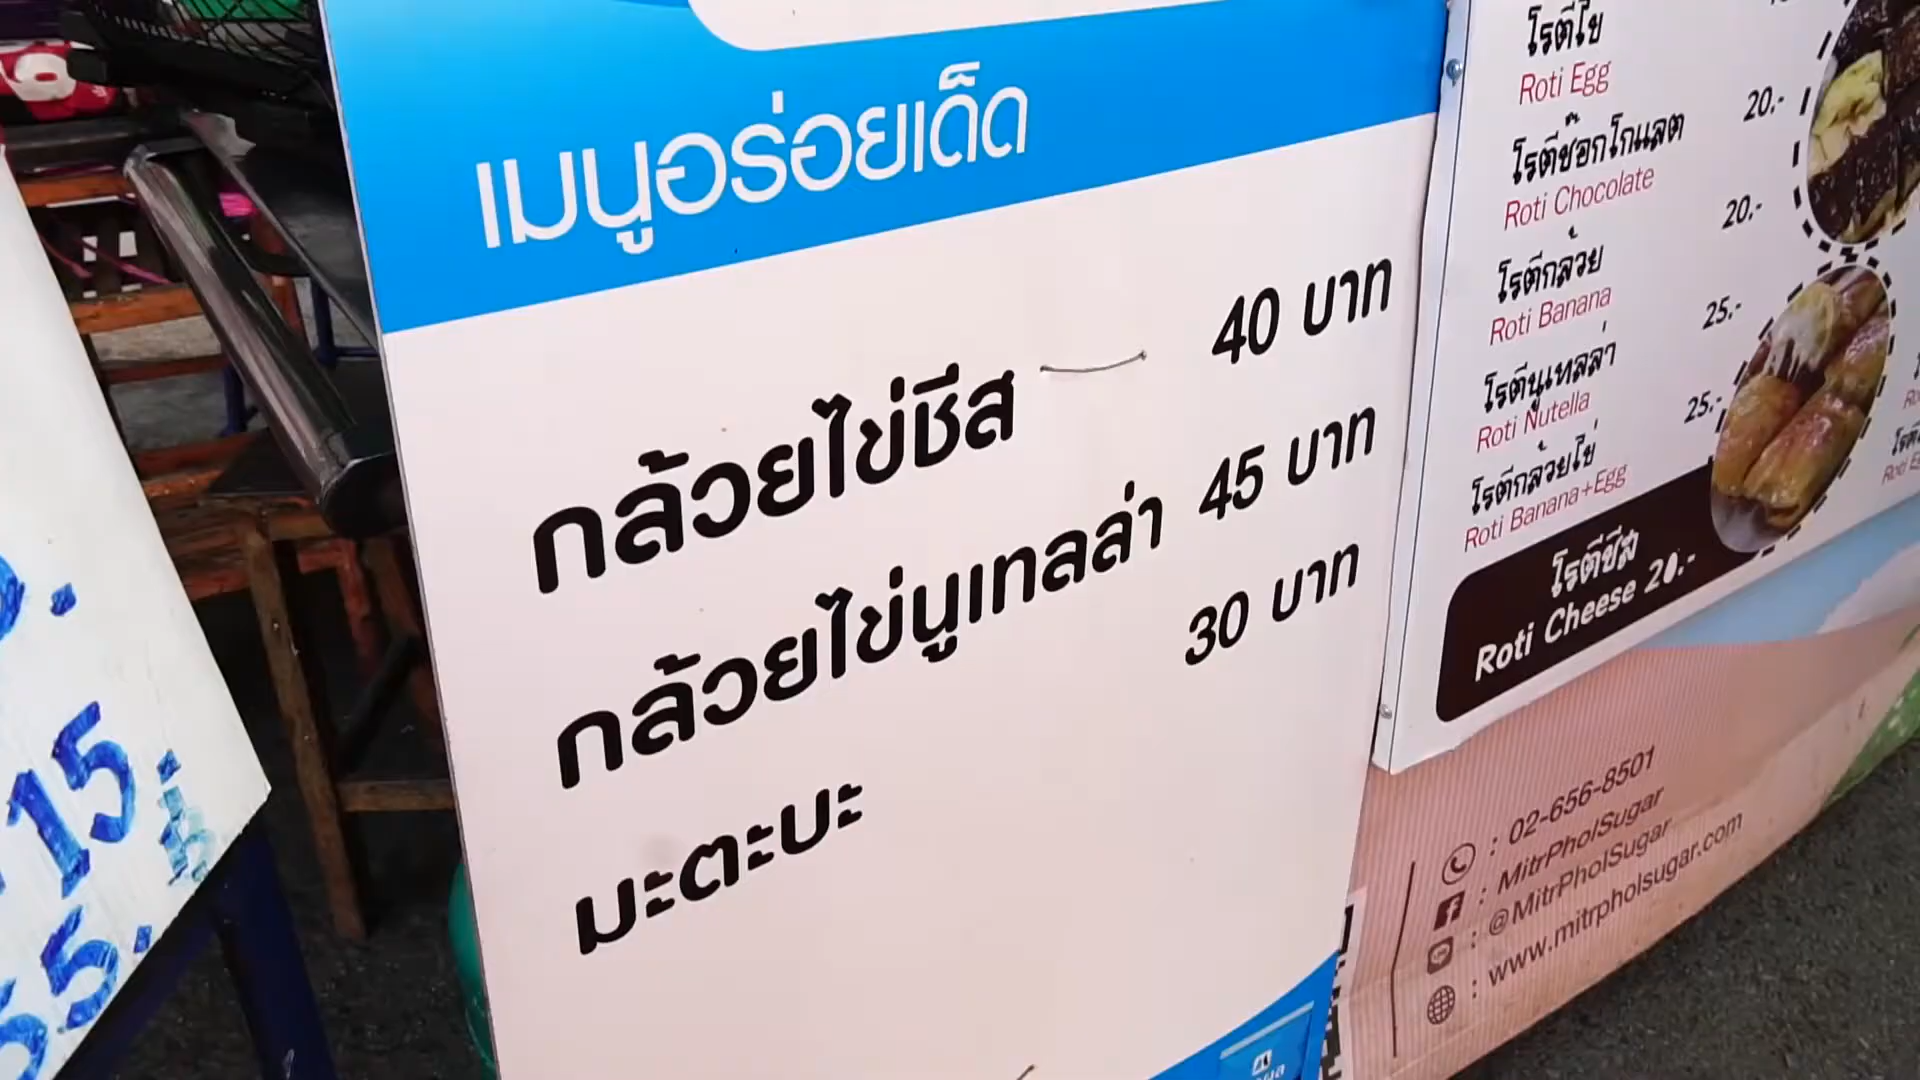 เมนูอร่อยเด็ด
กล้วยไข่ชีส 40 บาท
กล้วยไข่นูเทลล่า 45 บาท
มะตะบะ 30 บาท
โรตีไข่
Roti Egg
โรตีช๊อกโกแลต 20.-
Roti Chocolate
โรตีกล้วย 20.-
Roti Banana
โรตีนูเทลล่า 25.-
Roti Nutella
โรตีกล้วยไข่ 25.-
Roti Banana+Egg
โรตีชีส
Roti Cheese 20.-
: 02-656-8501
: MitrPholSugar
: @MitrPholSugar
: www.mitrpholsugar.com
15.
55.